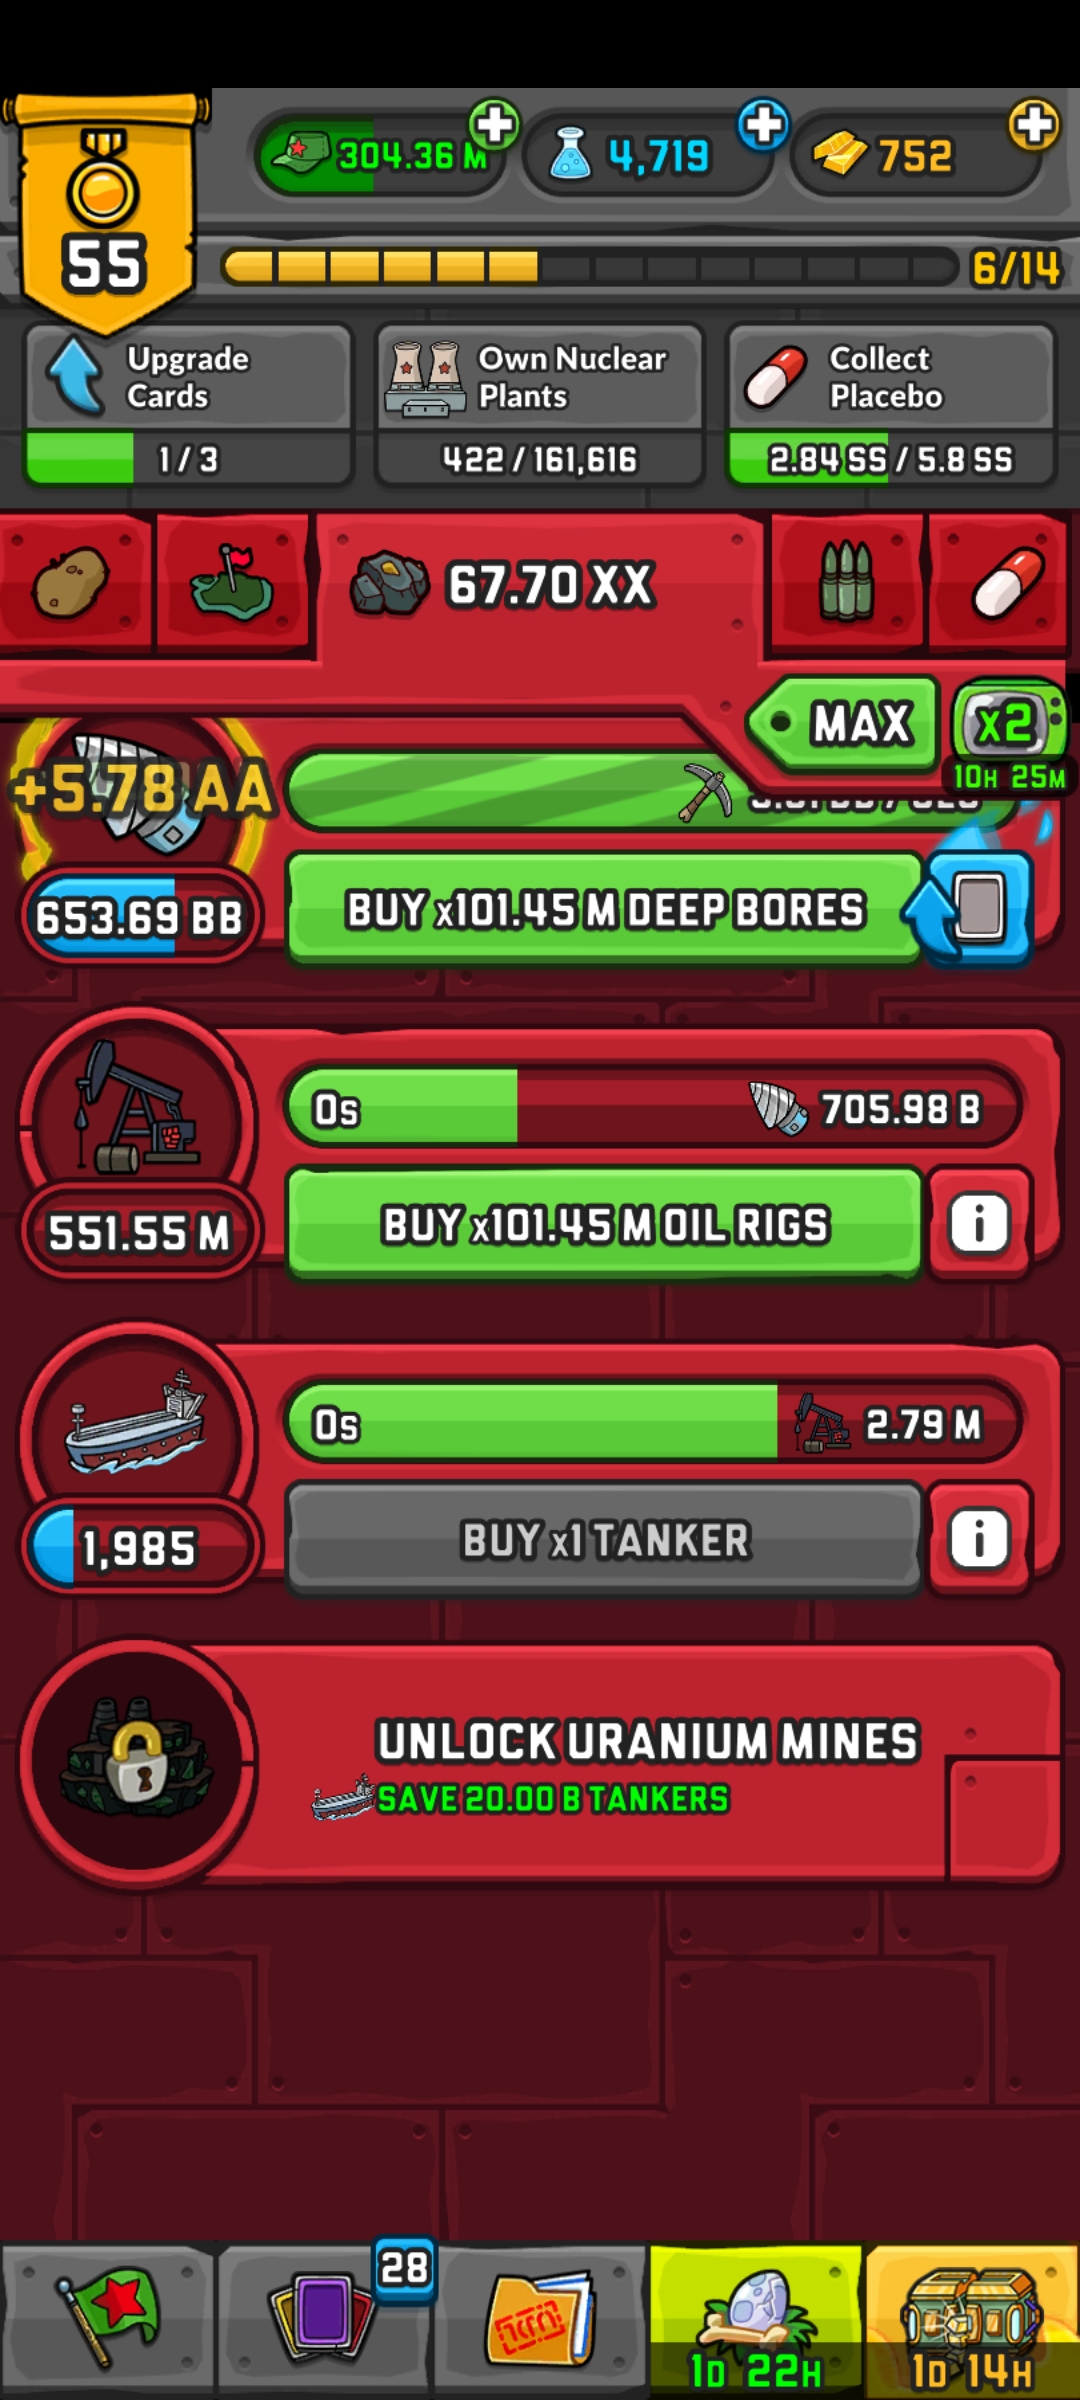 304.36 M
4,719
752
55
6/14
Upgrade
Cards
1 / 3
Own Nuclear
Plants
422 / 161,616
Collect
Placebo
2.84 SS / 5.8 SS
67.70 XX
MAX
x2
10H 25M
+5.78 AA
653.69 BB
BUY x101.45 M DEEP BORES
0s
705.98 B
551.55 M
BUY x101.45 M OIL RIGS
i
0s
2.79 M
1,985
BUY x1 TANKER
i
UNLOCK URANIUM MINES
SAVE 20.00 B TANKERS
28
1D 22H
1D 14H